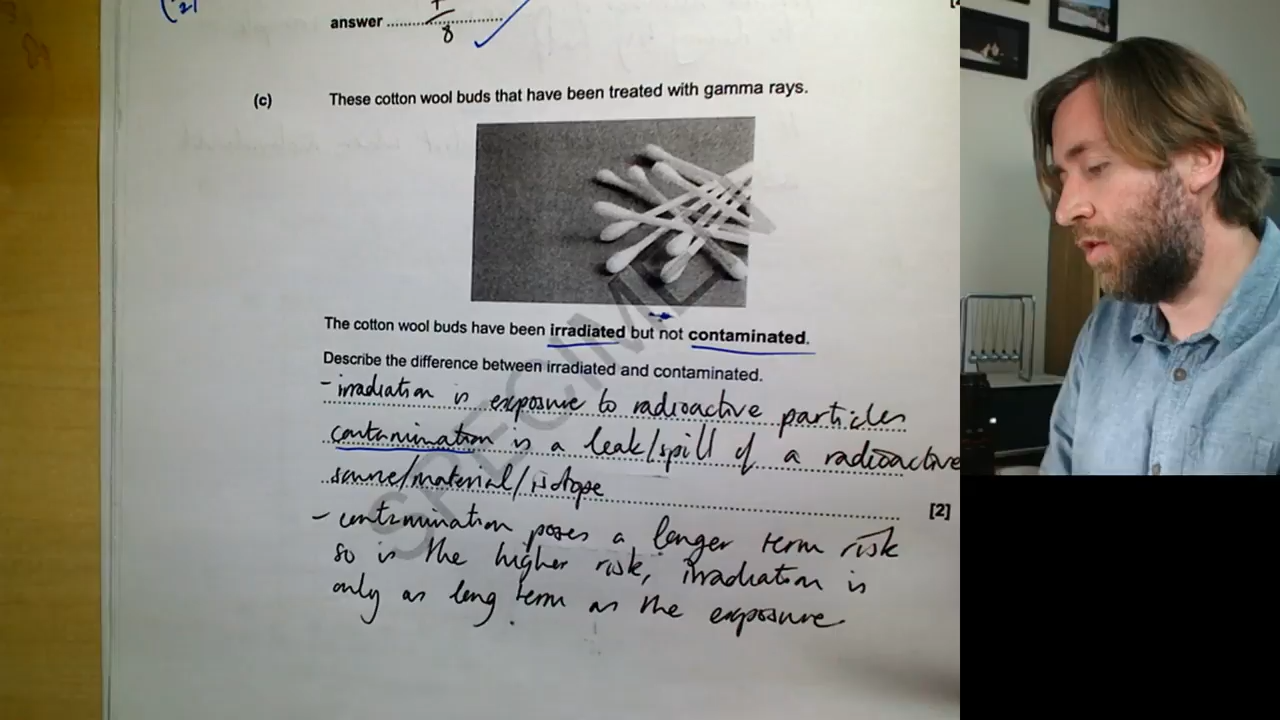 answer
8
(c) These cotton wool buds that have been treated with gamma rays.
The cotton wool buds have been irradiated but not contaminated.
Describe the difference between irradiated and contaminated.
- irradiation is exposure to radioactive particles
contamination is a leak/spill of a radioactive
source/material/isotope
[2]
- contamination poses a longer term risk
so is the higher risk, irradiation is
only as long term as the exposure
SPECIMEN